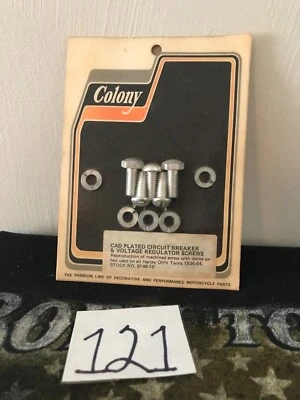 Colony
CAD PLATED CIRCUIT BREAKER
& VOLTAGE REGULATOR SCREWS
Reproduction of machined screw with dome on
hex used on all Harley OHV Twins 1936-64.
STOCK NO. 8146-10
THE PREMIUM LINE OF DECORATIVE AND PERFORMANCE MOTORCYCLE PARTS
121